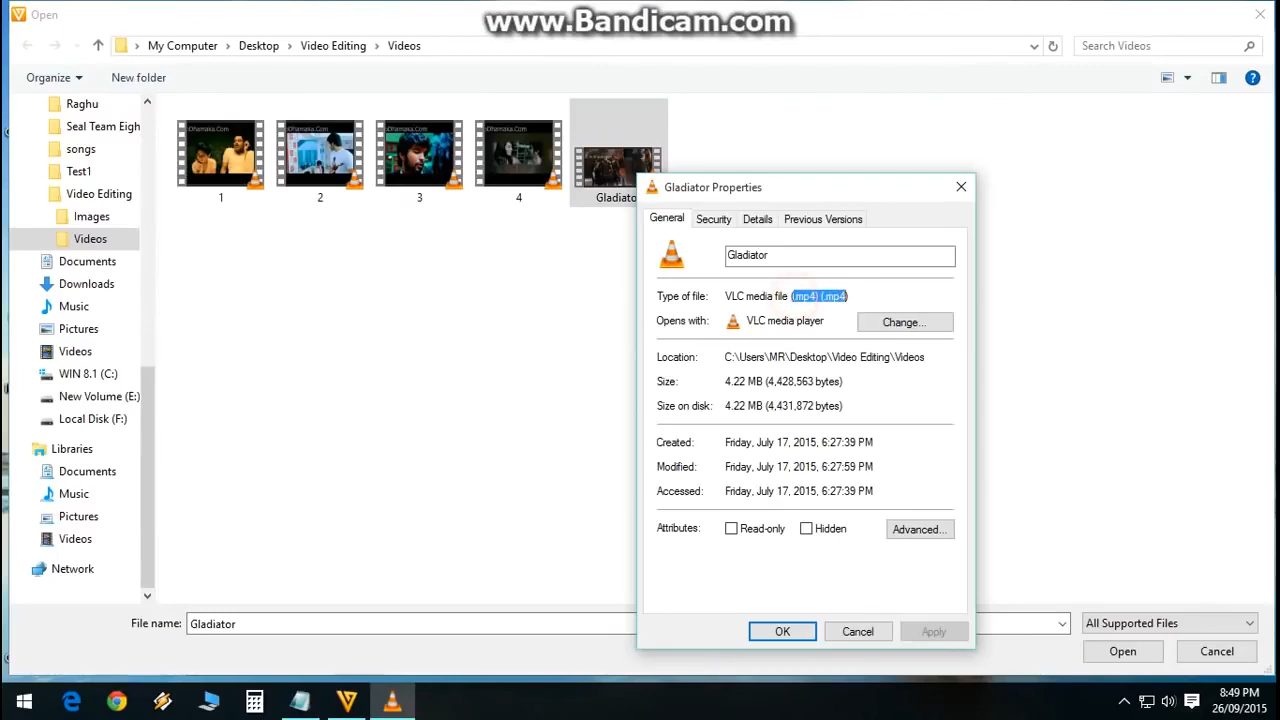 Open
www.Bandicam.com
My Computer
Desktop
Video Editing
Videos
Search Videos
Organize
New folder
Raghu
Seal Team Eigh
songs
Test1
Video Editing
Images
Videos
Documents
Downloads
Music
Pictures
Videos
WIN 8.1 (C:)
New Volume (E:)
Local Disk (F:)
Libraries
Documents
Music
Pictures
Videos
Network
1
2
3
4
Gladiato
Gladiator Properties
General
Security
Details
Previous Versions
Gladiator
Type of file: VLC media file (.mp4) (.mp4)
Opens with: VLC media player
Change...
Location: C:\Users\MR\Desktop\Video Editing\Videos
Size: 4.22 MB (4,428,563 bytes)
Size on disk: 4.22 MB (4,431,872 bytes)
Created: Friday, July 17, 2015, 6:27:39 PM
Modified: Friday, July 17, 2015, 6:27:59 PM
Accessed: Friday, July 17, 2015, 6:27:39 PM
Attributes: Read-only Hidden
Advanced...
OK
Cancel
Apply
File name: Gladiator
All Supported Files
Open
Cancel
8:49 PM
26/09/2015